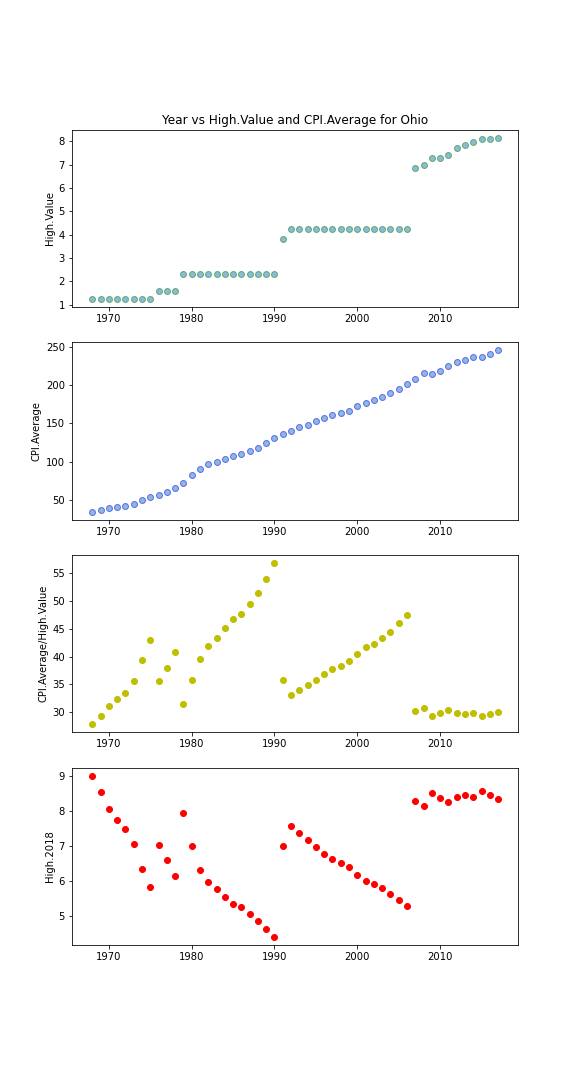 Year vs High.Value and CPI.Average for Ohio
High.Value
8
7
6
5
4
3
2
1
1970 1980 1990 2000 2010
CPI.Average
250
200
150
100
50
1970 1980 1990 2000 2010
CPI.Average/High.Value
55
50
45
40
35
30
1970 1980 1990 2000 2010
High.2018
9
8
7
6
5
1970 1980 1990 2000 2010